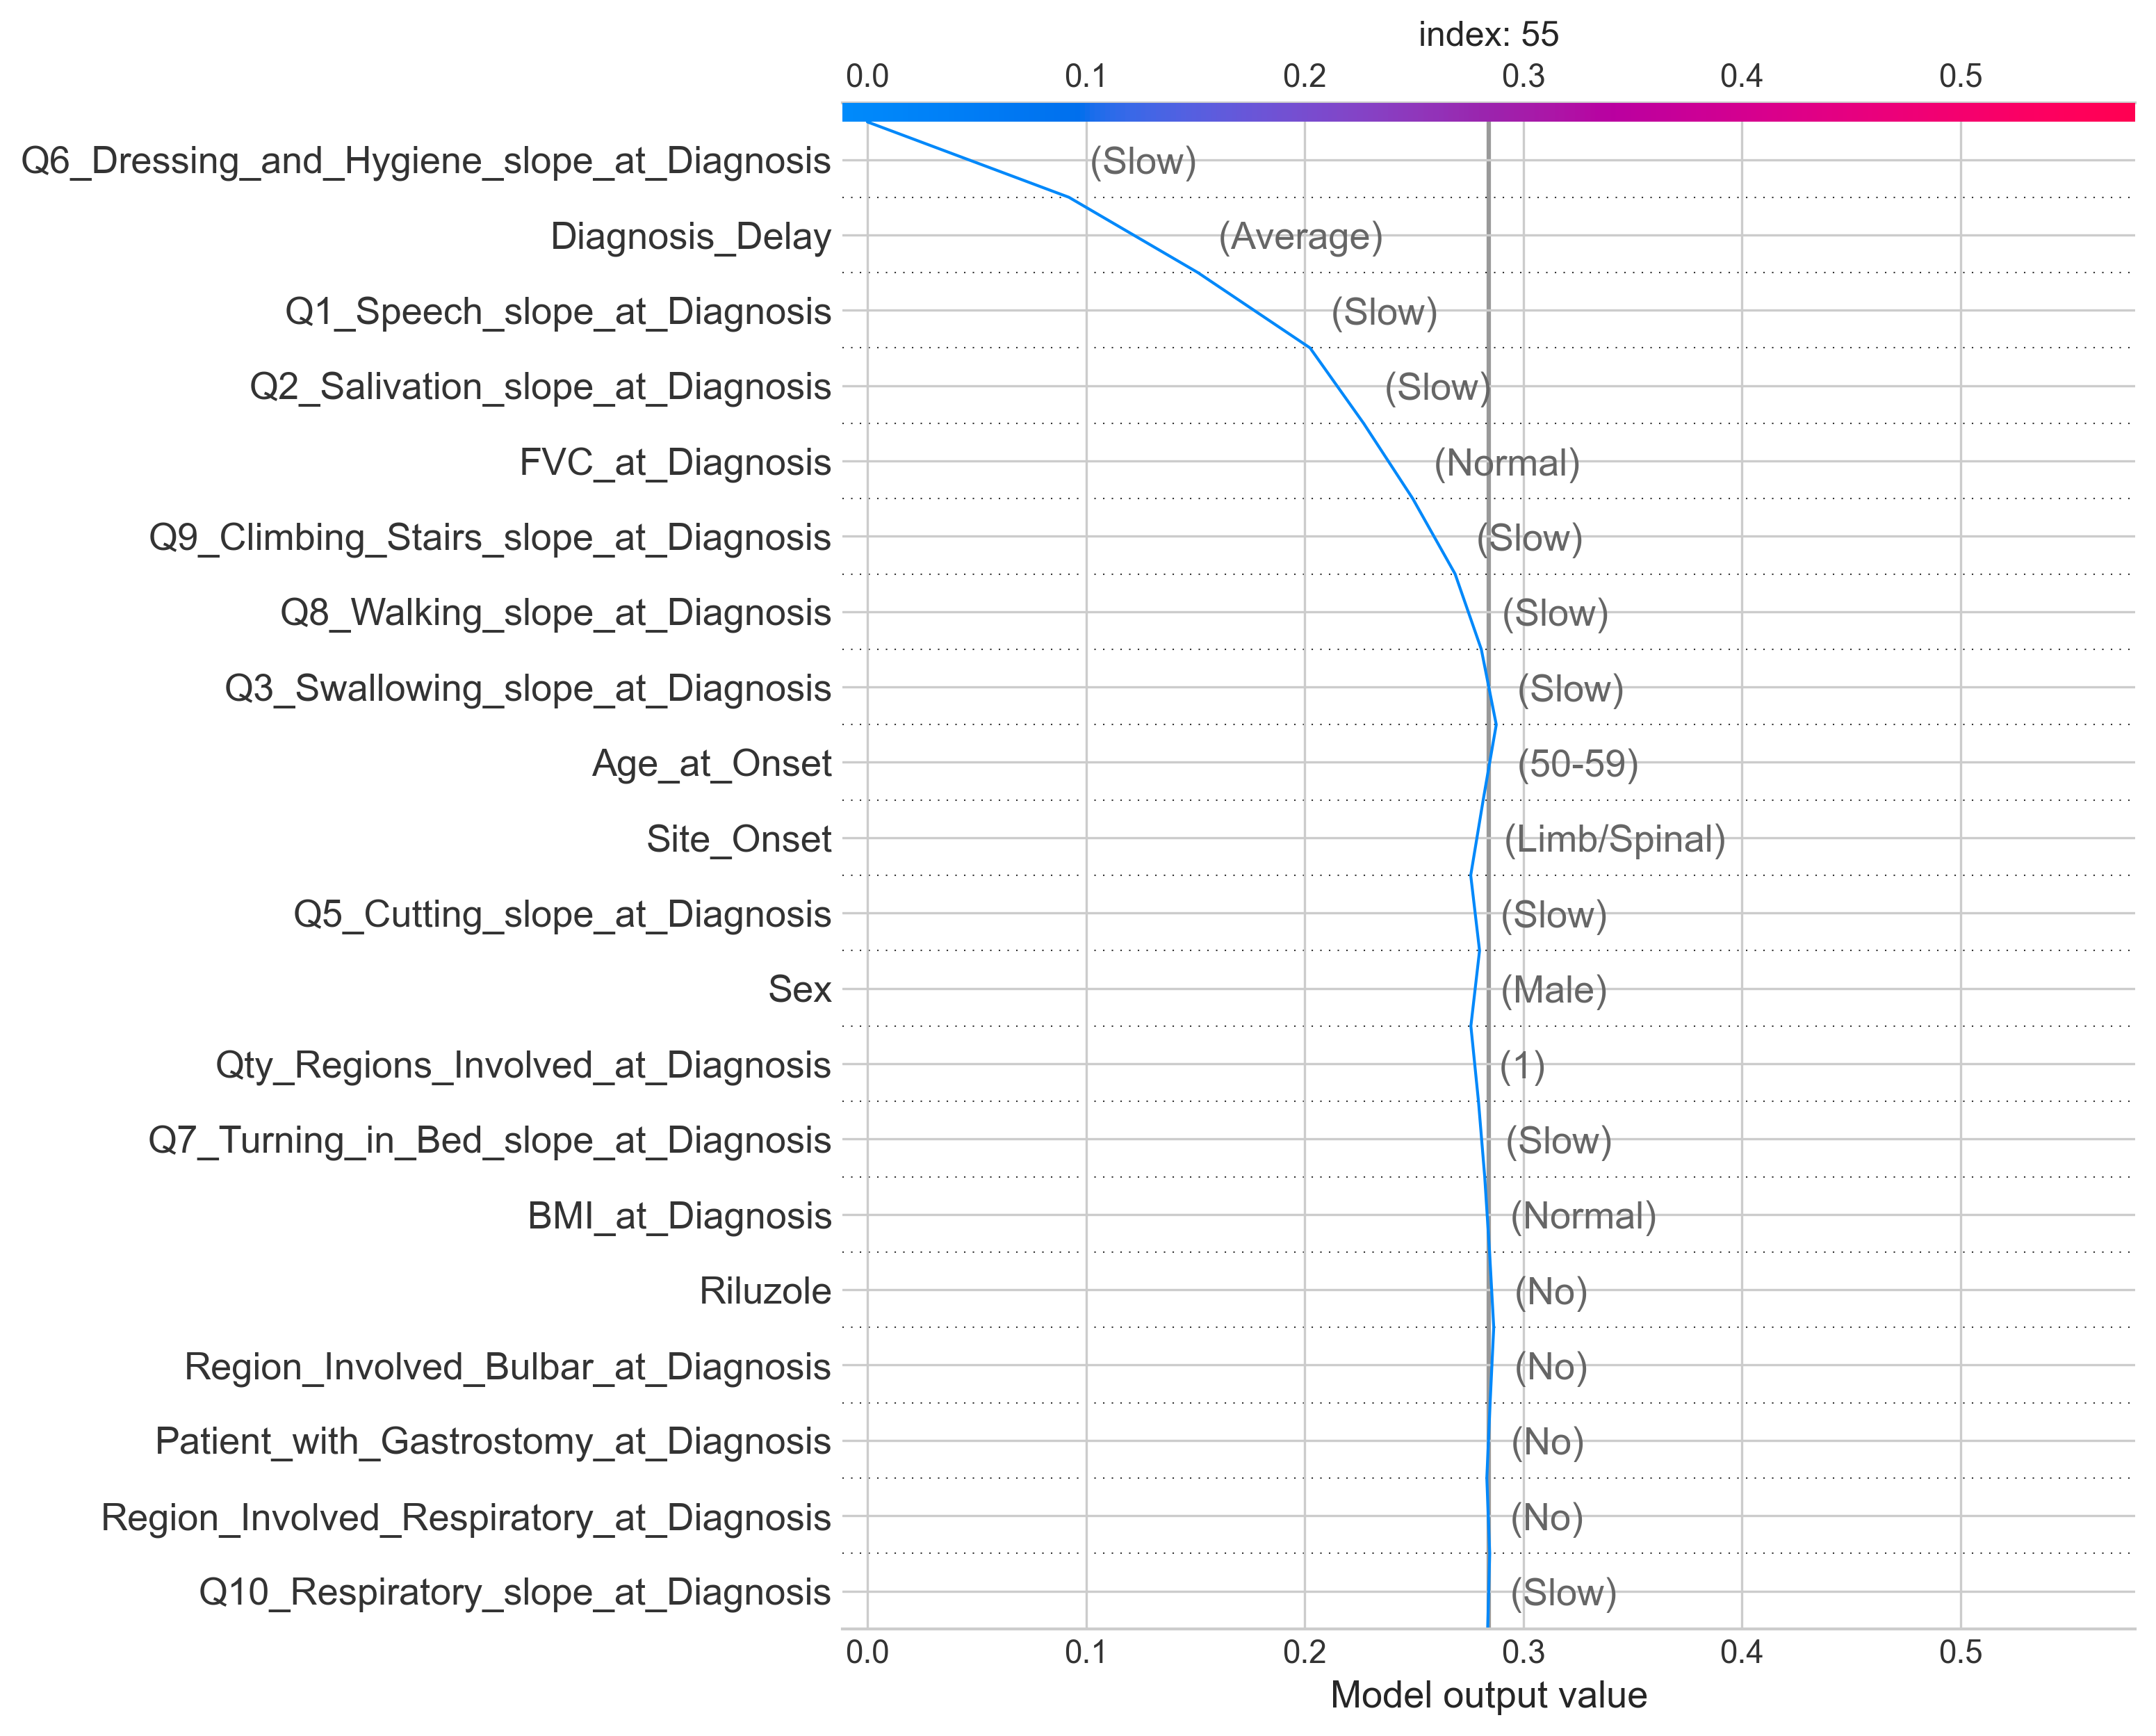 index: 55
0.0 0.1 0.2 0.3 0.4 0.5
Q6_Dressing_and_Hygiene_slope_at_Diagnosis (Slow)
Diagnosis_Delay (Average)
Q1_Speech_slope_at_Diagnosis (Slow)
Q2_Salivation_slope_at_Diagnosis (Slow)
FVC_at_Diagnosis (Normal)
Q9_Climbing_Stairs_slope_at_Diagnosis (Slow)
Q8_Walking_slope_at_Diagnosis (Slow)
Q3_Swallowing_slope_at_Diagnosis (Slow)
Age_at_Onset (50-59)
Site_Onset (Limb/Spinal)
Q5_Cutting_slope_at_Diagnosis (Slow)
Sex (Male)
Qty_Regions_Involved_at_Diagnosis (1)
Q7_Turning_in_Bed_slope_at_Diagnosis (Slow)
BMI_at_Diagnosis (Normal)
Riluzole (No)
Region_Involved_Bulbar_at_Diagnosis (No)
Patient_with_Gastrostomy_at_Diagnosis (No)
Region_Involved_Respiratory_at_Diagnosis (No)
Q10_Respiratory_slope_at_Diagnosis (Slow)
0.0 0.1 0.2 0.3 0.4 0.5
Model output value